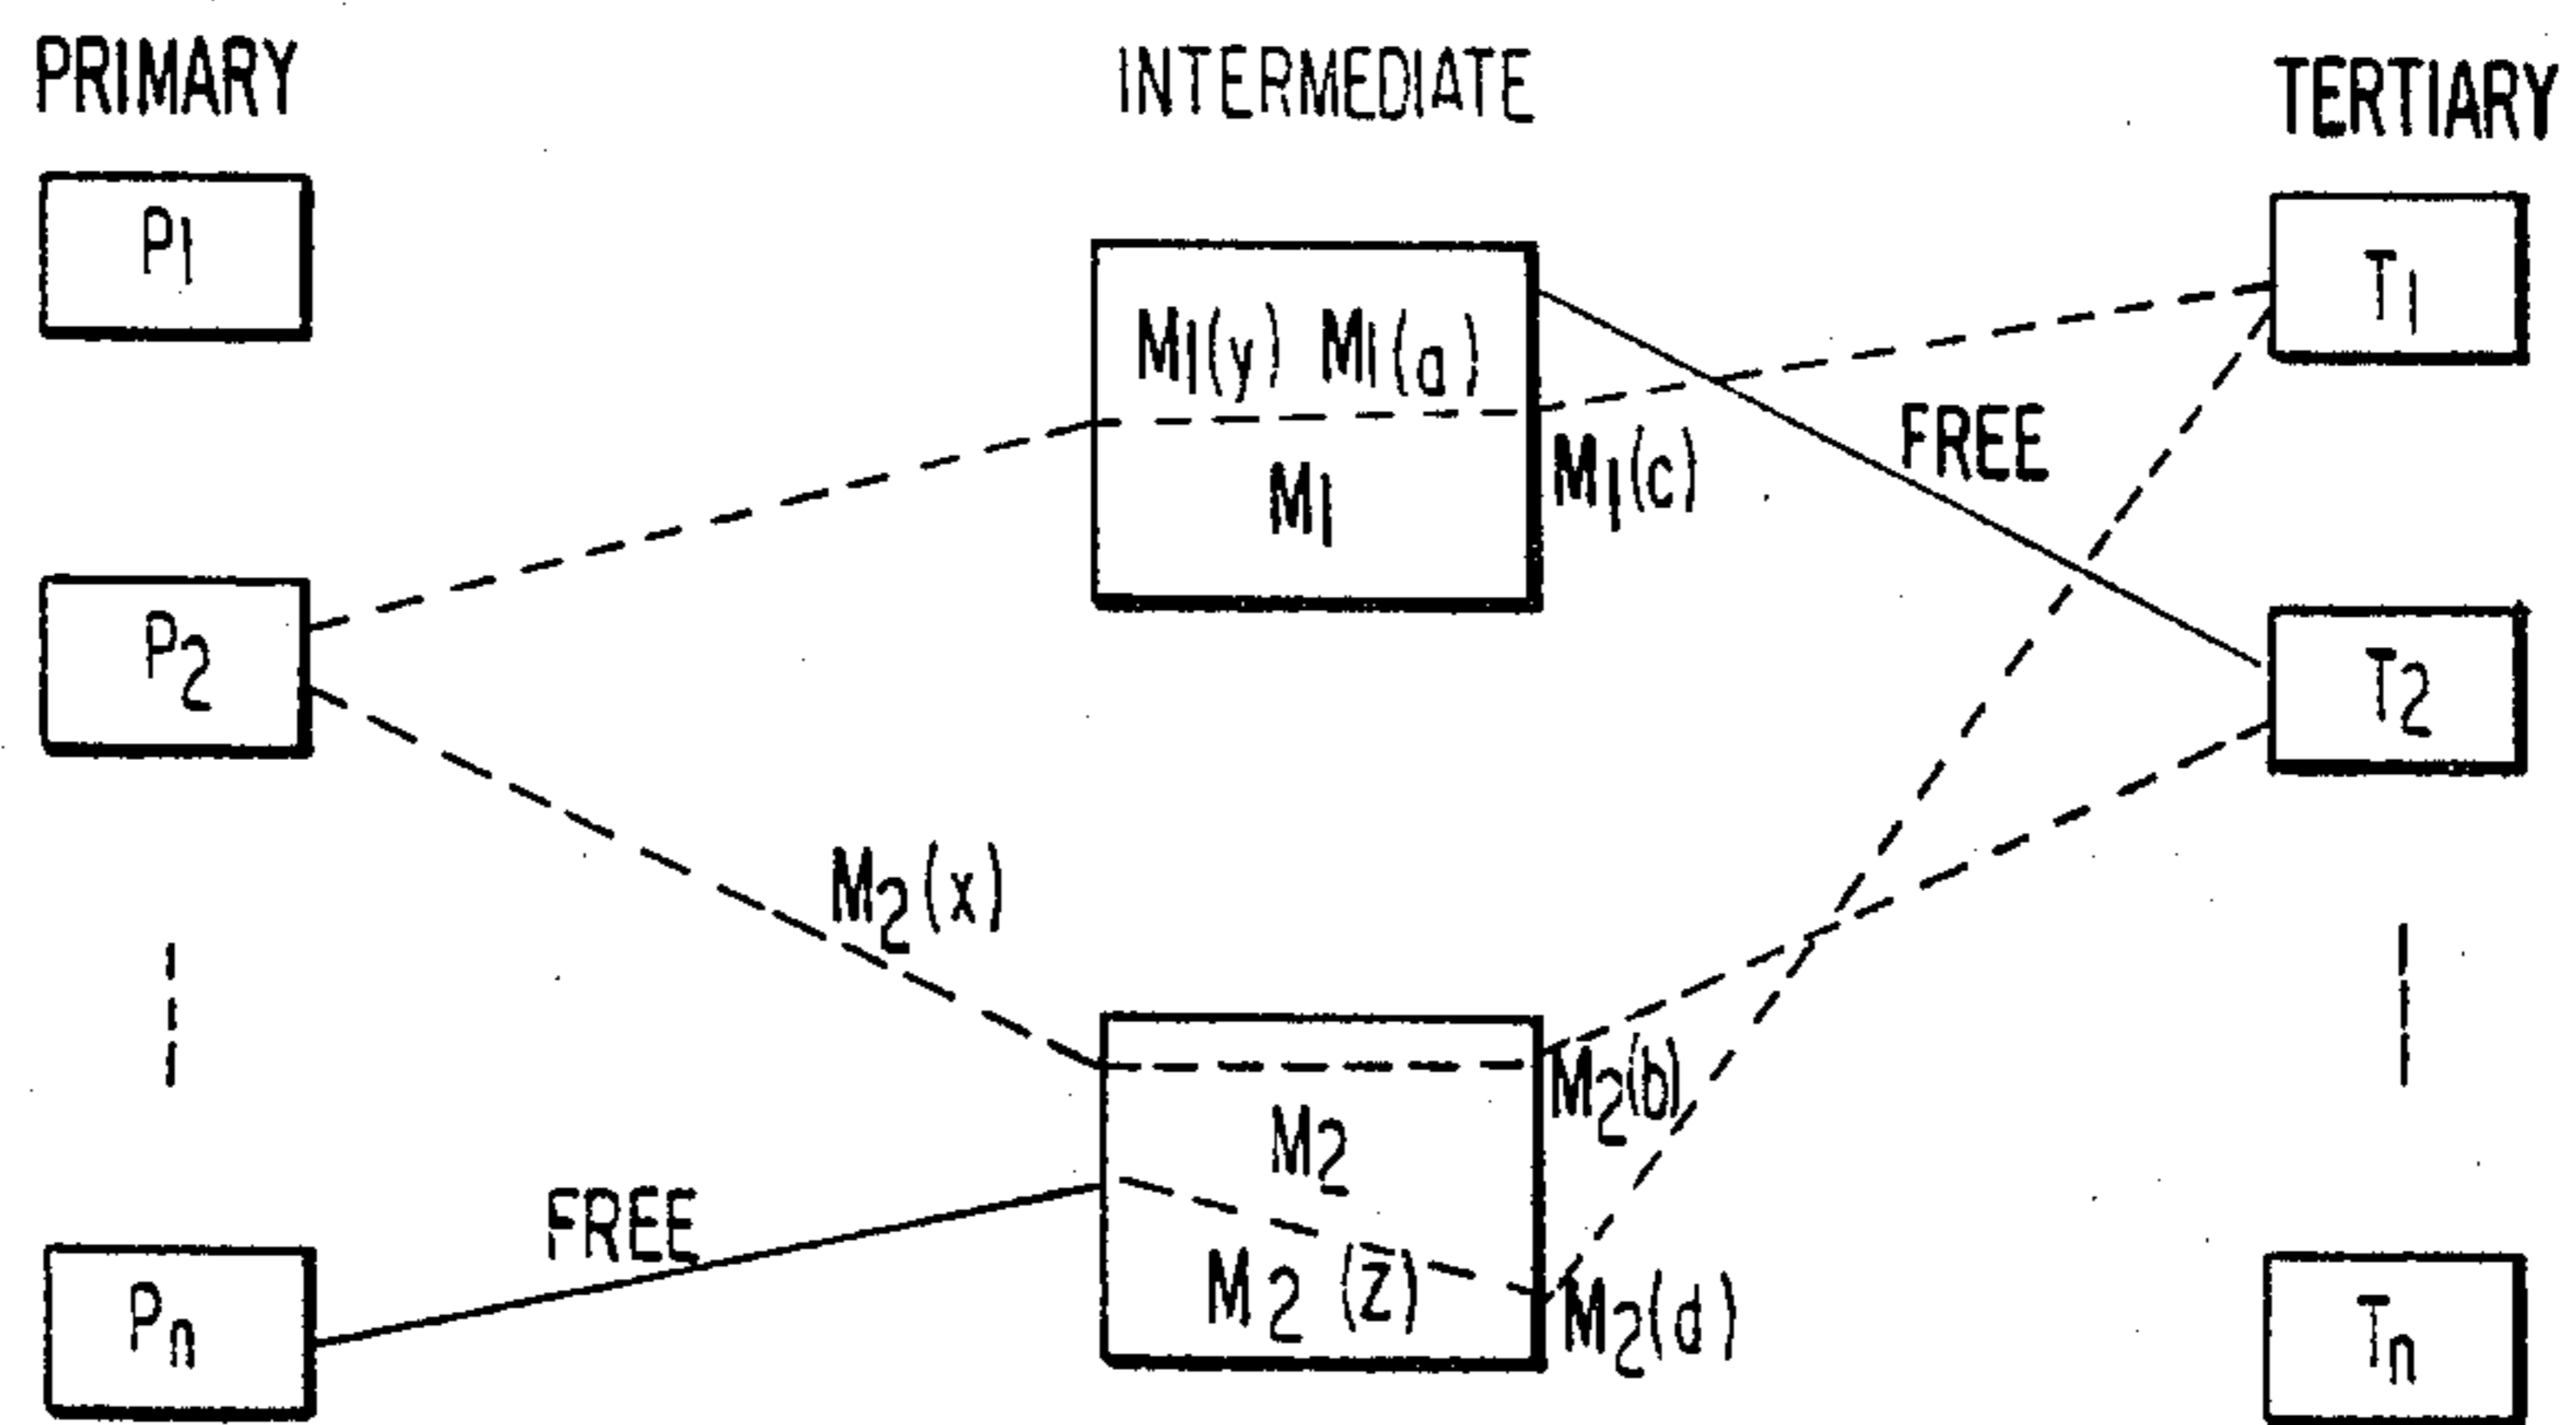 PRIMARY
INTERMEDIATE
TERTIARY
P1
M1(y) M1(a)
T1
M1
M1(c)
FREE
P2
T2
M2(x)
M2
M2(b)
FREE
M2 (Z)
M2(d)
Pn
Tn